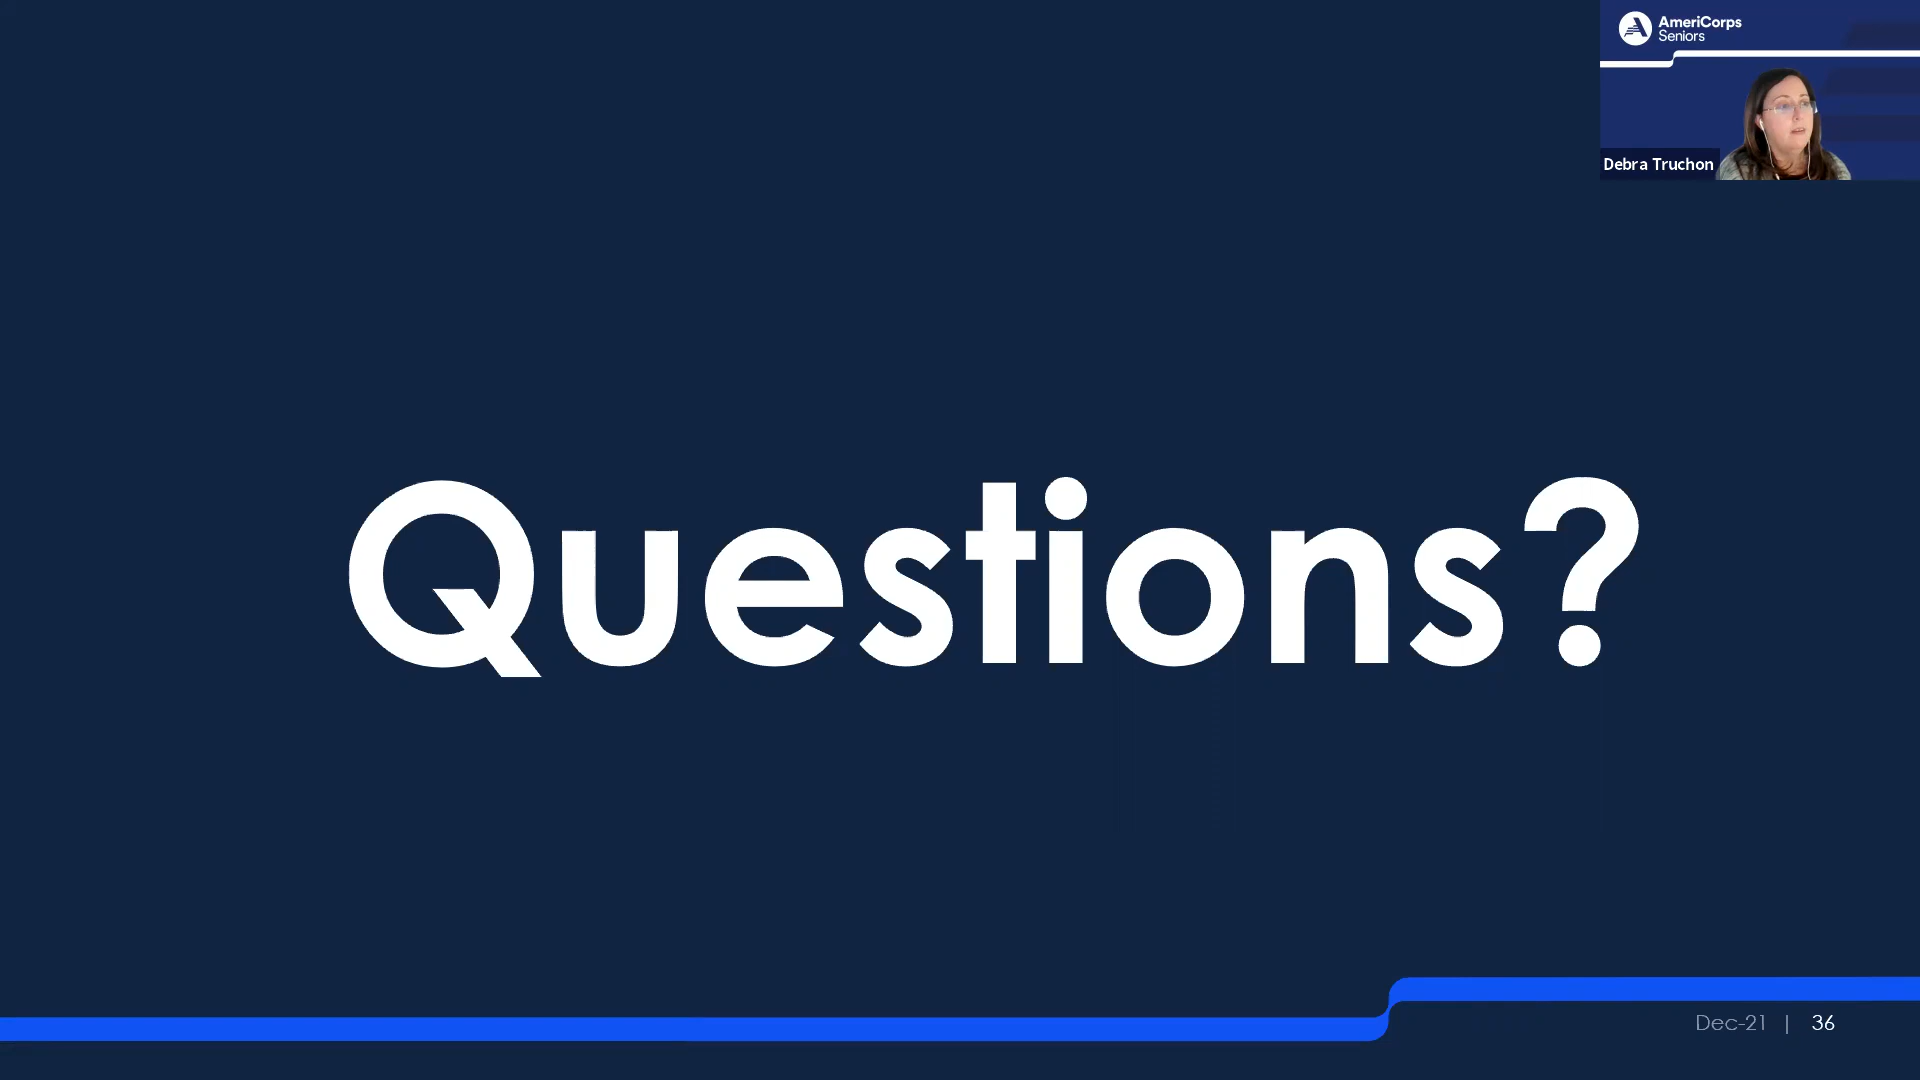 AmeriCorps
Seniors
Debra Truchon
Questions?
Dec-21 | 36